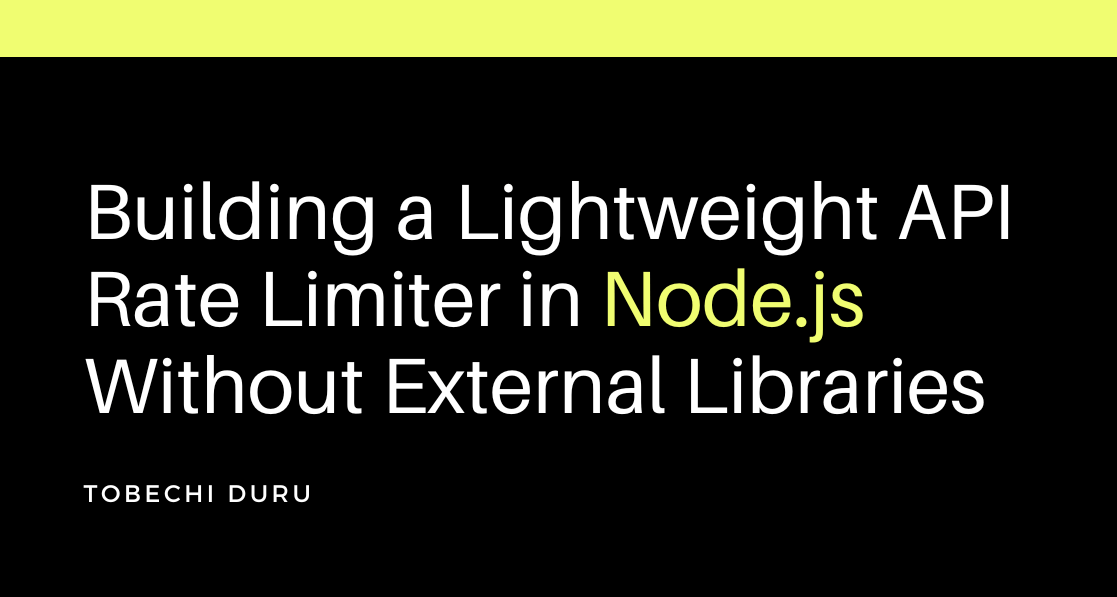 Building a Lightweight API
Rate Limiter in Node.js
Without External Libraries
TOBECHI DURU